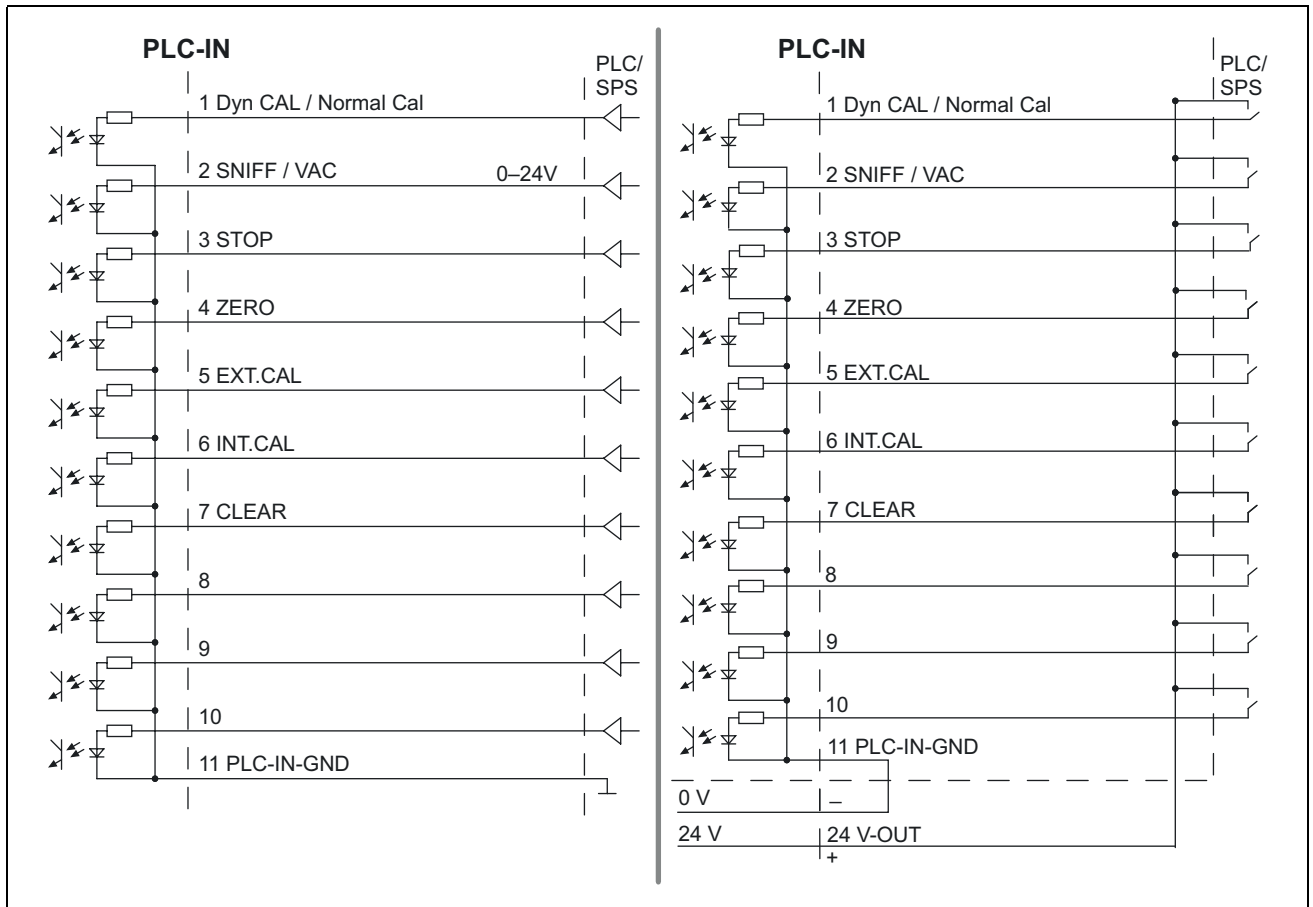 PLC-IN
PLC/
SPS
1 Dyn CAL / Normal Cal
2 SNIFF / VAC
0–24V
3 STOP
4 ZERO
5 EXT.CAL
6 INT.CAL
7 CLEAR
8
9
10
11 PLC-IN-GND
PLC-IN
PLC/
SPS
1 Dyn CAL / Normal Cal
2 SNIFF / VAC
3 STOP
4 ZERO
5 EXT.CAL
6 INT.CAL
7 CLEAR
8
9
10
11 PLC-IN-GND
0 V
–
24 V
24 V-OUT
+